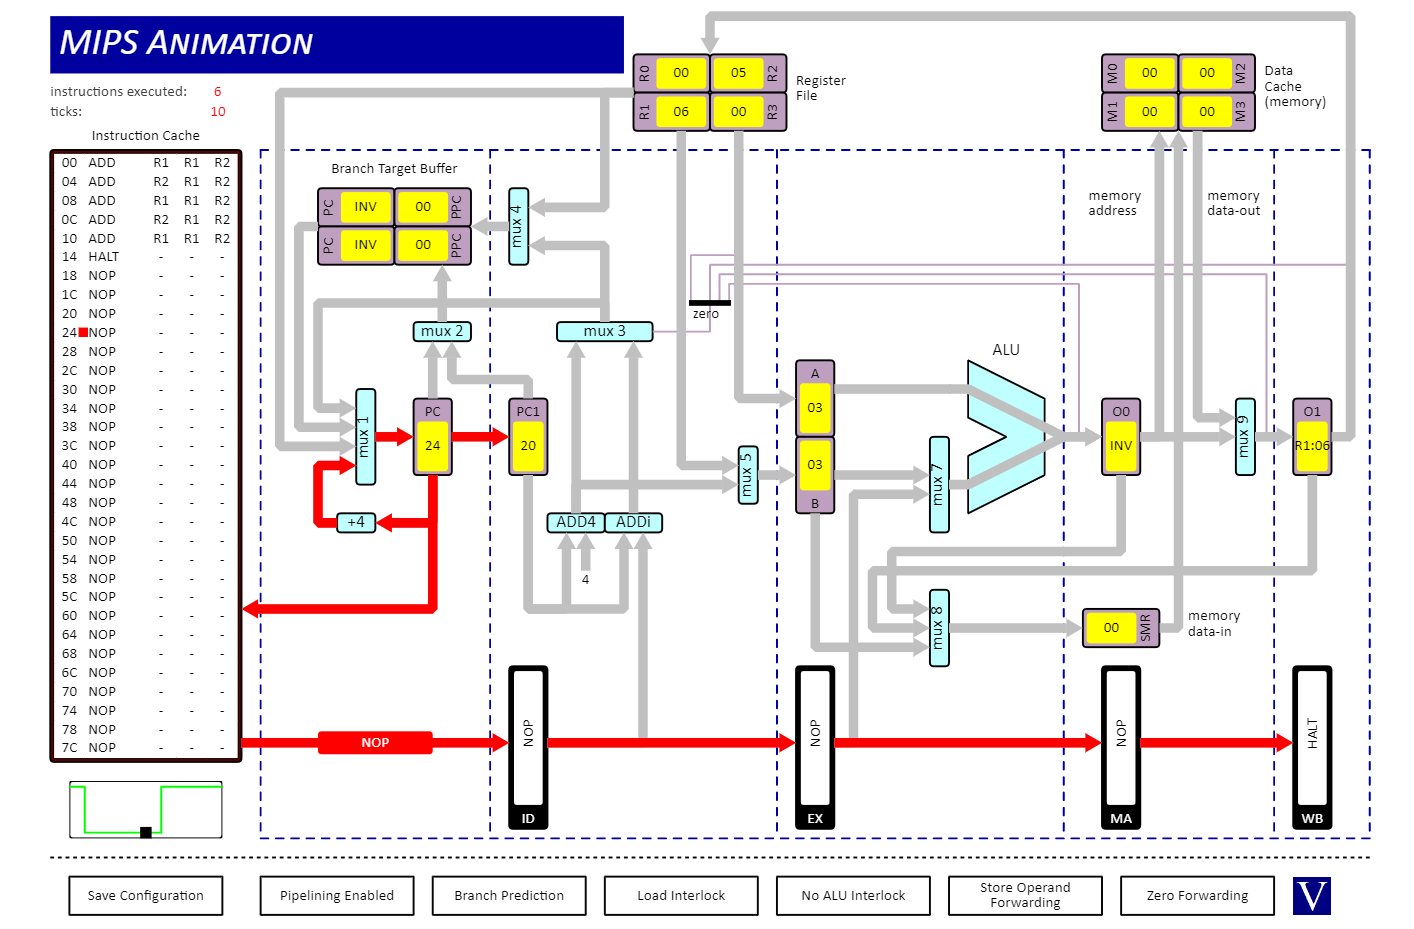 MIPS ANIMATION
instructions executed: 6
ticks: 10
Instruction Cache
00 ADD R1 R1 R2
04 ADD R2 R1 R2
08 ADD R1 R1 R2
0C ADD R2 R1 R2
10 ADD R1 R1 R2
14 HALT - - -
18 NOP - - -
1C NOP - - -
20 NOP - - -
24 NOP - - -
28 NOP - - -
2C NOP - - -
30 NOP - - -
34 NOP - - -
38 NOP - - -
3C NOP - - -
40 NOP - - -
44 NOP - - -
48 NOP - - -
4C NOP - - -
50 NOP - - -
54 NOP - - -
58 NOP - - -
5C NOP - - -
60 NOP - - -
64 NOP - - -
68 NOP - - -
6C NOP - - -
70 NOP - - -
74 NOP - - -
78 NOP - - -
7C NOP - - -
R0 00 05 R2
R1 06 00 R3
Register
File
M0 00 00 M2
M1 00 00 M3
Data
Cache
(memory)
Branch Target Buffer
PC INV 00 PPC
PC INV 00 PPC
mux 4
memory
address
memory
data-out
zero
mux 2
mux 3
ALU
mux 1
PC
24
PC1
20
A
03
03
B
mux 5
mux 7
O0
INV
mux 9
O1
R1:06
+4
ADD4
ADDi
4
mux 8
00 SMR
memory
data-in
NOP
NOP
ID
NOP
EX
NOP
MA
HALT
WB
Save Configuration
Pipelining Enabled
Branch Prediction
Load Interlock
No ALU Interlock
Store Operand
Forwarding
Zero Forwarding
V